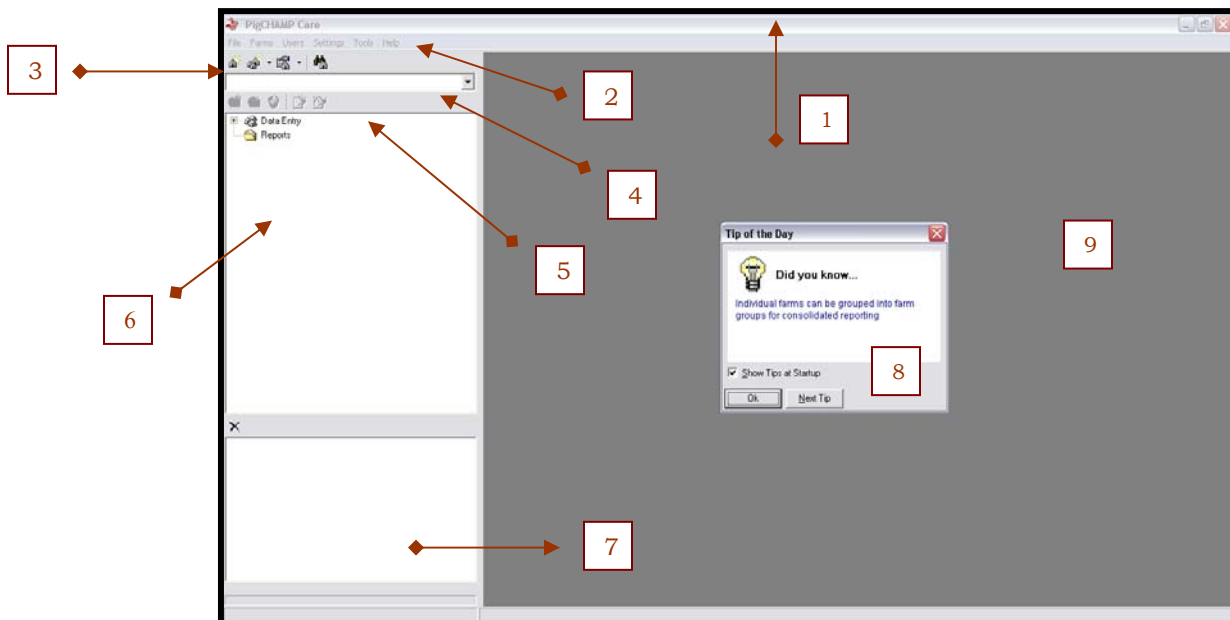 PigCHAMP Care
File Farms Users Settings Tools Help
3
2
1
Data Entry
Reports
4
5
6
Tip of the Day
Did you know...
Individual farms can be grouped into farm
groups for consolidated reporting
9
8
Show Tips at Startup
Ok Next Tip
7